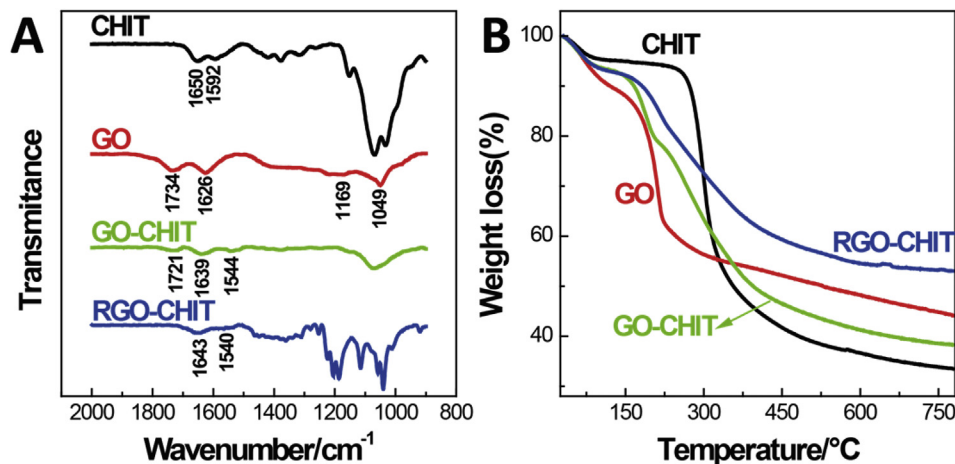 A
CHIT
1650
1592
GO
1734
1626
1169
1049
GO-CHIT
1721
1639
1544
RGO-CHIT
1643
1540
Transmitance
2000 1800 1600 1400 1200 1000 800
Wavenumber/cm⁻¹
B
CHIT
GO
RGO-CHIT
GO-CHIT
Weight loss(%)
100
80
60
40
150 300 450 600 750
Temperature/°C